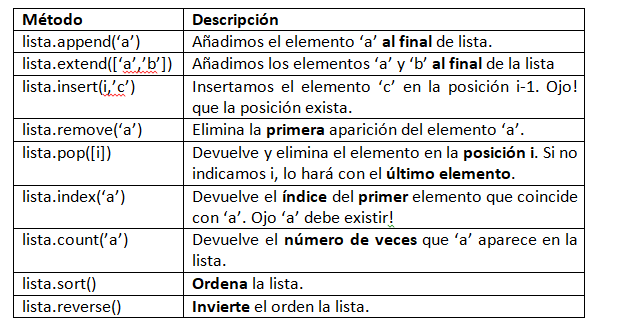 Método Descripción
lista.append(‘a’) Añadimos el elemento ‘a’ al final de lista.
lista.extend([‘a’,’b’]) Añadimos los elementos ‘a’ y ‘b’ al final de la lista
lista.insert(i,’c’) Insertamos el elemento ‘c’ en la posición i-1. Ojo!
que la posición exista.
lista.remove(‘a’) Elimina la primera aparición del elemento ‘a’.
lista.pop([i]) Devuelve y elimina el elemento en la posición i. Si no
indicamos i, lo hará con el último elemento.
lista.index(‘a’) Devuelve el índice del primer elemento que coincide
con ‘a’. Ojo ‘a’ debe existir!
lista.count(’a’) Devuelve el número de veces que ‘a’ aparece en la
lista.
lista.sort() Ordena la lista.
lista.reverse() Invierte el orden la lista.